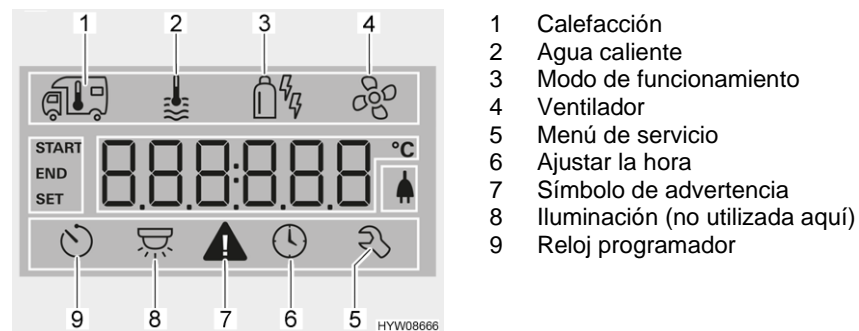 1 2 3 4
START
END
SET
888:888 °C
9 8 7 6 5
HYW08666
1 Calefacción
2 Agua caliente
3 Modo de funcionamiento
4 Ventilador
5 Menú de servicio
6 Ajustar la hora
7 Símbolo de advertencia
8 Iluminación (no utilizada aquí)
9 Reloj programador